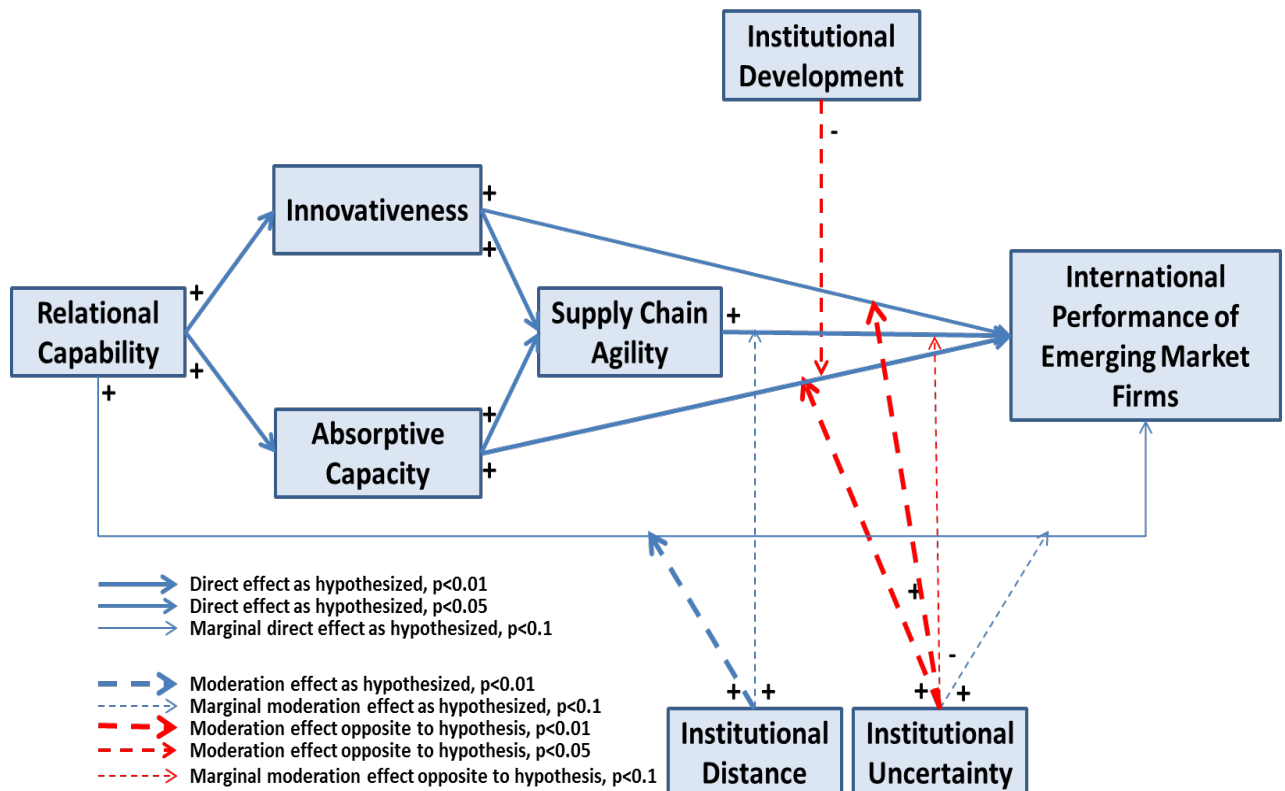 Institutional
Development
-
Innovativeness
+
+
Relational
Capability
+
+
+
Supply Chain
Agility
+
International
Performance of
Emerging Market
Firms
Absorptive
Capacity
+
+
Direct effect as hypothesized, p<0.01
Direct effect as hypothesized, p<0.05
Marginal direct effect as hypothesized, p<0.1
Moderation effect as hypothesized, p<0.01
Marginal moderation effect as hypothesized, p<0.1
Moderation effect opposite to hypothesis, p<0.01
Moderation effect opposite to hypothesis, p<0.05
Marginal moderation effect opposite to hypothesis, p<0.1
+
-
+ +
+ +
Institutional
Distance
Institutional
Uncertainty